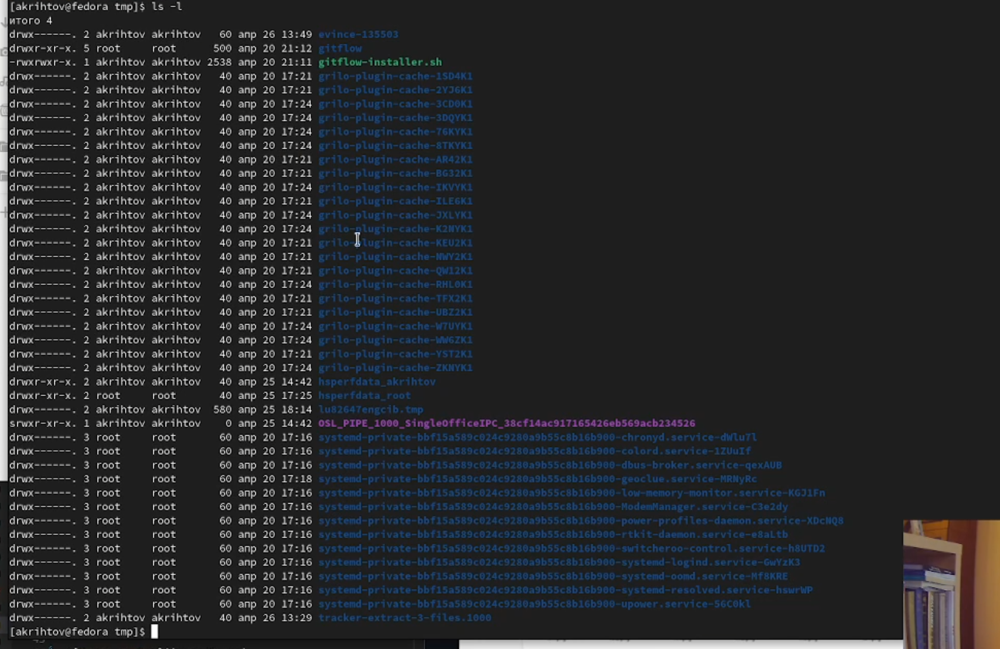 [akrihtov@fedora tmp]$ ls -l
итого 4
drwx------. 2 akrihtov akrihtov   60 апр 26 13:49 evince-135503
drwxr-xr-x. 5 root     root      500 апр 20 21:12 gitflow
-rwxrwxr-x. 1 akrihtov akrihtov 2538 апр 20 21:11 gitflow-installer.sh
drwx------. 2 akrihtov akrihtov   40 апр 20 17:21 grilo-plugin-cache-1SD4K1
drwx------. 2 akrihtov akrihtov   40 апр 20 17:21 grilo-plugin-cache-2YJ6K1
drwx------. 2 akrihtov akrihtov   40 апр 20 17:24 grilo-plugin-cache-3CD0K1
drwx------. 2 akrihtov akrihtov   40 апр 20 17:24 grilo-plugin-cache-3DQYK1
drwx------. 2 akrihtov akrihtov   40 апр 20 17:24 grilo-plugin-cache-76KYK1
drwx------. 2 akrihtov akrihtov   40 апр 20 17:24 grilo-plugin-cache-8TKYK1
drwx------. 2 akrihtov akrihtov   40 апр 20 17:21 grilo-plugin-cache-AR42K1
drwx------. 2 akrihtov akrihtov   40 апр 20 17:21 grilo-plugin-cache-BG32K1
drwx------. 2 akrihtov akrihtov   40 апр 20 17:24 grilo-plugin-cache-IKVYK1
drwx------. 2 akrihtov akrihtov   40 апр 20 17:21 grilo-plugin-cache-ILE6K1
drwx------. 2 akrihtov akrihtov   40 апр 20 17:24 grilo-plugin-cache-JXLYK1
drwx------. 2 akrihtov akrihtov   40 апр 20 17:24 grilo-plugin-cache-K2NYK1
drwx------. 2 akrihtov akrihtov   40 апр 20 17:21 grilo-plugin-cache-KEU2K1
drwx------. 2 akrihtov akrihtov   40 апр 20 17:21 grilo-plugin-cache-NWY2K1
drwx------. 2 akrihtov akrihtov   40 апр 20 17:21 grilo-plugin-cache-QW12K1
drwx------. 2 akrihtov akrihtov   40 апр 20 17:24 grilo-plugin-cache-RHL0K1
drwx------. 2 akrihtov akrihtov   40 апр 20 17:21 grilo-plugin-cache-TFX2K1
drwx------. 2 akrihtov akrihtov   40 апр 20 17:21 grilo-plugin-cache-UBZ2K1
drwx------. 2 akrihtov akrihtov   40 апр 20 17:24 grilo-plugin-cache-W7UYK1
drwx------. 2 akrihtov akrihtov   40 апр 20 17:24 grilo-plugin-cache-WW6ZK1
drwx------. 2 akrihtov akrihtov   40 апр 20 17:21 grilo-plugin-cache-YST2K1
drwx------. 2 akrihtov akrihtov   40 апр 20 17:24 grilo-plugin-cache-ZKNYK1
drwxr-xr-x. 2 akrihtov akrihtov   40 апр 25 14:42 hsperfdata_akrihtov
drwxr-xr-x. 2 root     root       40 апр 25 17:25 hsperfdata_root
drwx------. 2 akrihtov akrihtov  580 апр 25 18:14 lu82647engcib.tmp
srwxr-xr-x. 1 akrihtov akrihtov    0 апр 25 14:42 OSL_PIPE_1000_SingleOfficeIPC_38cf14ac917165426eb569acb234526
drwx------. 3 root     root       60 апр 20 17:16 systemd-private-bbf15a589c024c9280a9b55c8b16b900-chronyd.service-dWlu7l
drwx------. 3 root     root       60 апр 20 17:16 systemd-private-bbf15a589c024c9280a9b55c8b16b900-colord.service-1ZUuIf
drwx------. 3 root     root       60 апр 20 17:16 systemd-private-bbf15a589c024c9280a9b55c8b16b900-dbus-broker.service-qexAUB
drwx------. 3 root     root       60 апр 20 17:18 systemd-private-bbf15a589c024c9280a9b55c8b16b900-geoclue.service-MRNyRc
drwx------. 3 root     root       60 апр 20 17:16 systemd-private-bbf15a589c024c9280a9b55c8b16b900-low-memory-monitor.service-KGJ1Fn
drwx------. 3 root     root       60 апр 20 17:16 systemd-private-bbf15a589c024c9280a9b55c8b16b900-ModemManager.service-C3e2dy
drwx------. 3 root     root       60 апр 20 17:16 systemd-private-bbf15a589c024c9280a9b55c8b16b900-power-profiles-daemon.service-XDcNQ8
drwx------. 3 root     root       60 апр 20 17:16 systemd-private-bbf15a589c024c9280a9b55c8b16b900-rtkit-daemon.service-e8aLtb
drwx------. 3 root     root       60 апр 20 17:16 systemd-private-bbf15a589c024c9280a9b55c8b16b900-switcheroo-control.service-h8UTD2
drwx------. 3 root     root       60 апр 20 17:16 systemd-private-bbf15a589c024c9280a9b55c8b16b900-systemd-logind.service-GwYzK3
drwx------. 3 root     root       60 апр 20 17:16 systemd-private-bbf15a589c024c9280a9b55c8b16b900-systemd-oomd.service-Mf8KRE
drwx------. 3 root     root       60 апр 20 17:16 systemd-private-bbf15a589c024c9280a9b55c8b16b900-systemd-resolved.service-hswrWP
drwx------. 3 root     root       60 апр 20 17:16 systemd-private-bbf15a589c024c9280a9b55c8b16b900-upower.service-56C0kl
drwx------. 2 akrihtov akrihtov   40 апр 26 13:29 tracker-extract-3-files.1000
[akrihtov@fedora tmp]$